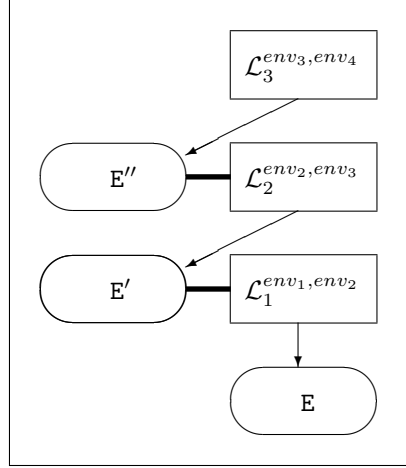 ℒ₃^{env₃,env₄}
E″ ℒ₂^{env₂,env₃}
E′ ℒ₁^{env₁,env₂}
E